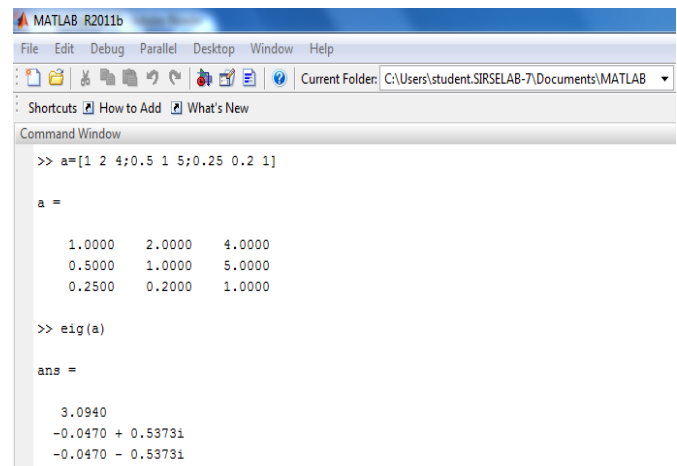 MATLAB R2011b
File Edit Debug Parallel Desktop Window Help
Current Folder: C:\Users\student.SIRSELAB-7\Documents\MATLAB
Shortcuts How to Add What's New
Command Window
>> a=[1 2 4;0.5 1 5;0.25 0.2 1]
a =
1.0000 2.0000 4.0000
0.5000 1.0000 5.0000
0.2500 0.2000 1.0000
>> eig(a)
ans =
3.0940
-0.0470 + 0.5373i
-0.0470 - 0.5373i